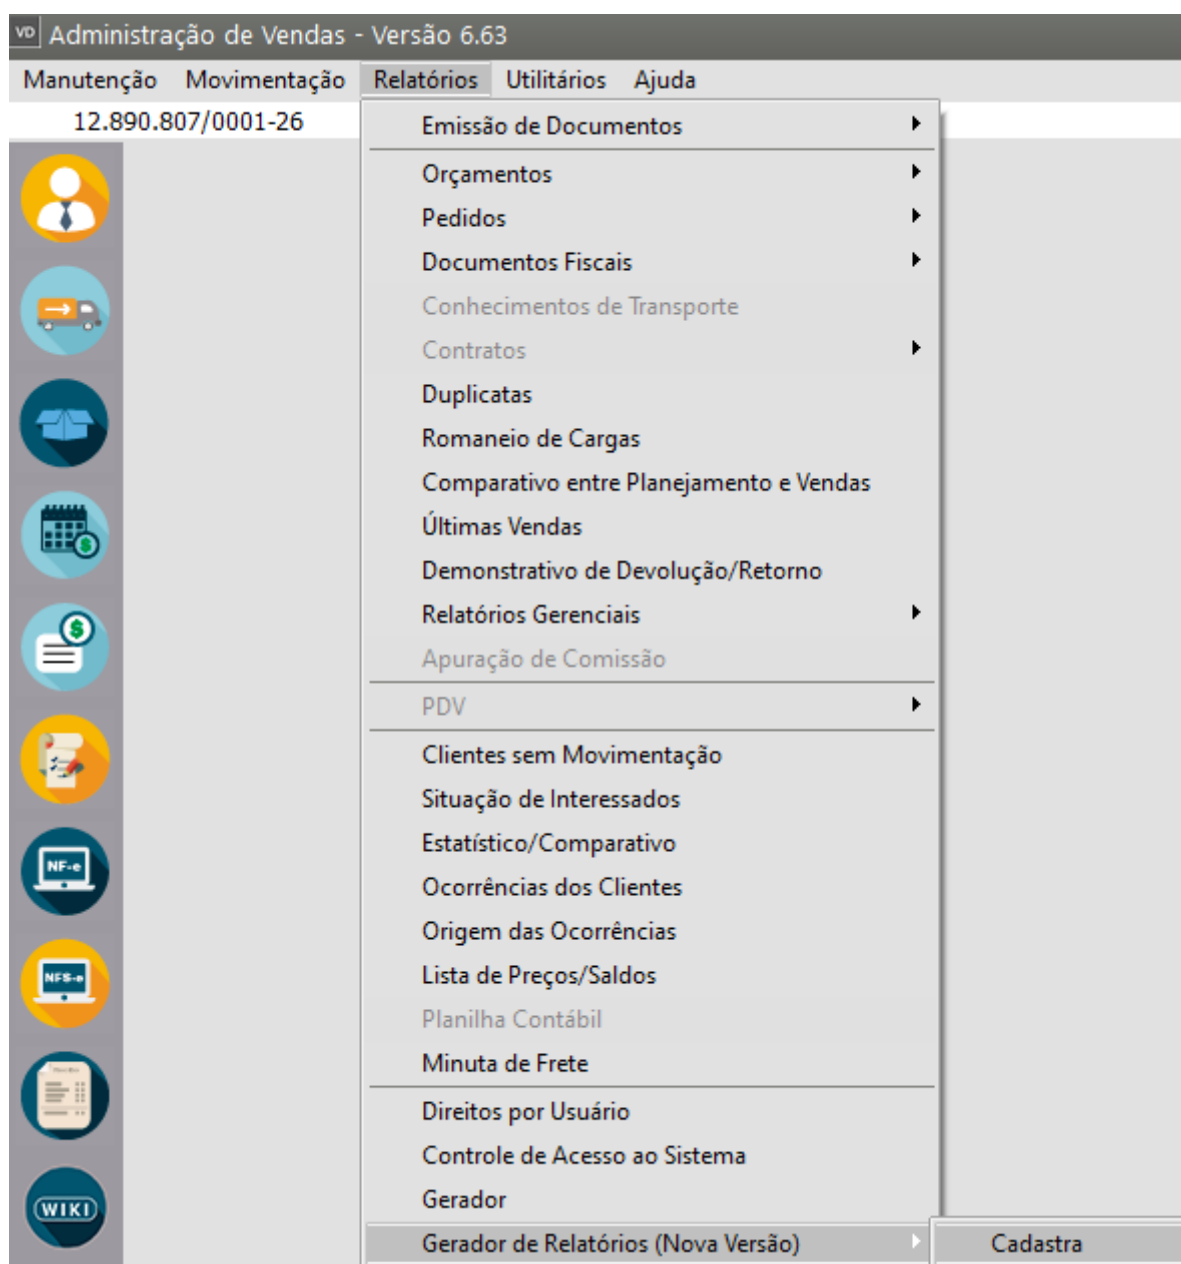 VD Administração de Vendas - Versão 6.63
Manutenção Movimentação Relatórios Utilitários Ajuda
12.890.807/0001-26
Emissão de Documentos
Orçamentos
Pedidos
Documentos Fiscais
Conhecimentos de Transporte
Contratos
Duplicatas
Romaneio de Cargas
Comparativo entre Planejamento e Vendas
Últimas Vendas
Demonstrativo de Devolução/Retorno
Relatórios Gerenciais
Apuração de Comissão
PDV
Clientes sem Movimentação
Situação de Interessados
Estatístico/Comparativo
NF-e
Ocorrências dos Clientes
Origem das Ocorrências
Lista de Preços/Saldos
NFS-e
Planilha Contábil
Minuta de Frete
Direitos por Usuário
Controle de Acesso ao Sistema
Gerador
WIKI
Gerador de Relatórios (Nova Versão) Cadastra